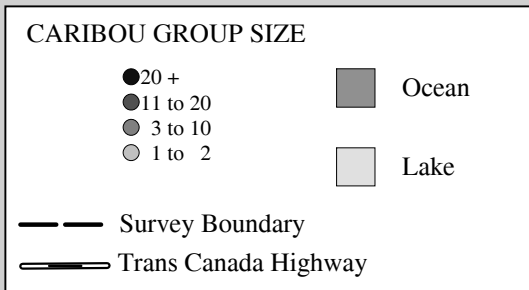 CARIBOU GROUP SIZE
20 +
11 to 20
3 to 10
1 to 2
Ocean
Lake
Survey Boundary
Trans Canada Highway